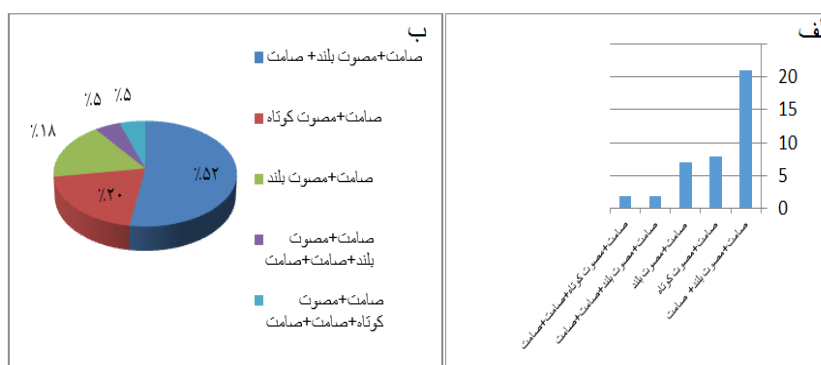 لف
20
15
10
5
0
صامت+مصوت بلند+ صامت
صامت+مصوت کوتاه
صامت+مصوت بلند
صامت+مصوت بلند+صامت+صامت
صامت+مصوت کوتاه+صامت+صامت
ب
صامت+مصوت بلند+ صامت
صامت+مصوت کوتاه
صامت+مصوت بلند
صامت+مصوت
بلند+صامت+صامت
صامت+مصوت
کوتاه+صامت+صامت
٪۵۲
٪۲۰
٪۱۸
٪۵
٪۵